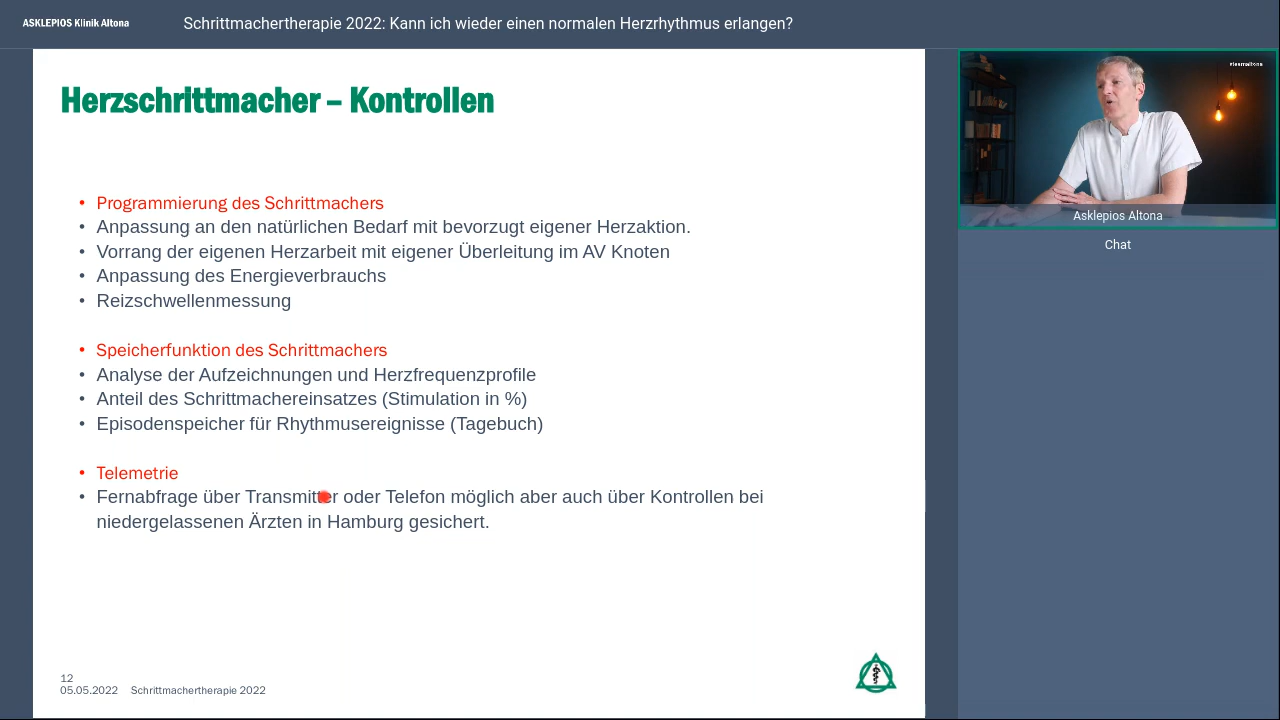 ASKLEPIOS Klinik Altona
Schrittmachertherapie 2022: Kann ich wieder einen normalen Herzrhythmus erlangen?
Herzschrittmacher – Kontrollen
• Programmierung des Schrittmachers
• Anpassung an den natürlichen Bedarf mit bevorzugt eigener Herzaktion.
• Vorrang der eigenen Herzarbeit mit eigener Überleitung im AV Knoten
• Anpassung des Energieverbrauchs
• Reizschwellenmessung
• Speicherfunktion des Schrittmachers
• Analyse der Aufzeichnungen und Herzfrequenzprofile
• Anteil des Schrittmachereinsatzes (Stimulation in %)
• Episodenspeicher für Rhythmusereignisse (Tagebuch)
• Telemetrie
• Fernabfrage über Transmitter oder Telefon möglich aber auch über Kontrollen bei
niedergelassenen Ärzten in Hamburg gesichert.
12
05.05.2022 Schrittmachertherapie 2022
#teamaltona
Asklepios Altona
Chat